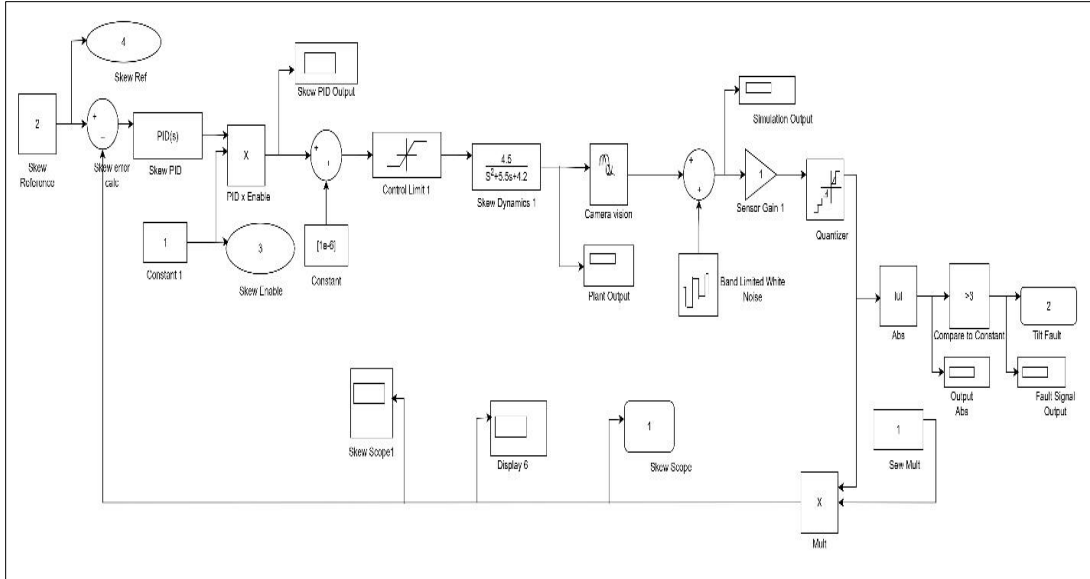 4
Skew Ref
2
Skew
Reference
+
–
Skew error
calc
PID(s)
Skew PID
X
PID x Enable
Skew PID Output
1
Constant 1
3
Skew Enable
+
+
[1e-6]
Constant
Control Limit 1
4.5
S²+5.5s+4.2
Skew Dynamics 1
Camera vision
Plant Output
+
+
Band Limited White
Noise
Simulation Output
1
Sensor Gain 1
Quantizer
|u|
Abs
>3
Compare to Constant
2
Tilt Fault
Output
Abs
Fault Signal
Output
1
Sew Mult
X
Mult
Skew Scope1
Display 6
1
Skew Scope